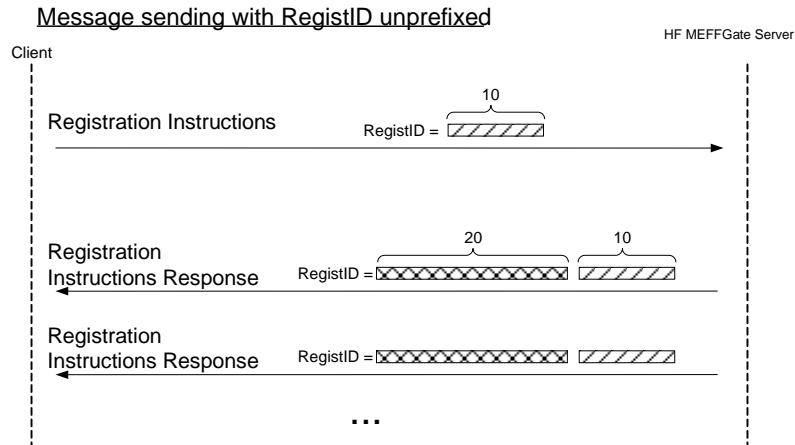 Message sending with RegistID unprefixed
HF MEFFGate Server
Client
10
Registration Instructions
RegistID =
20
10
Registration
Instructions Response
RegistID =
Registration
Instructions Response
RegistID =
...